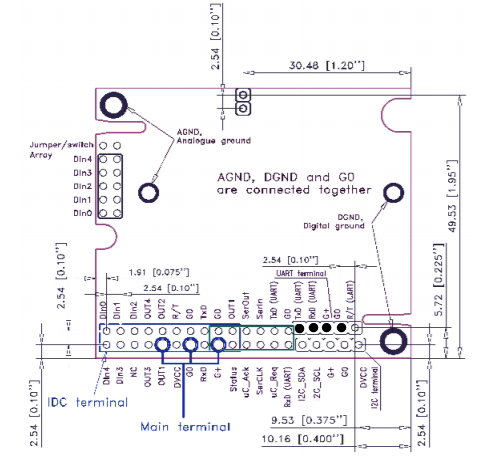 2.54 [0.10"]
30.48 [1.20"]
AGND,
Analogue ground
Jumper/switch
Array
DIn4
DIn3
DIn2
DIn1
DIn0
AGND, DGND and G0
are connected together
DGND,
Digital ground
49.53 [1.95"]
2.54 [0.10"]
UART terminal
1.91 [0.075"]
2.54 [0.10"]
2.54 [0.10"]
5.72 [0.225"]
DIn0
DIn1
DIn2
OUT4
OUT2
R/T
G0
TxD
G0
OUT1
SerOut
SerIn
TxD (UART)
G0
TxD (UART)
RxD (UART)
G+
G0
R/T (UART)
DIn4
DIn3
NC
OUT3
OUT1
DVCC
G0
RxD
G+
Status
uC_Ack
SerCLK
uC_Req
RxD (UART)
I2C_SDA
I2C_SCL
G+
G0
DVCC
I2C terminal
IDC terminal
Main terminal
2.54 [0.10"]
9.53 [0.375"]
10.16 [0.400"]
2.54 [0.10"]